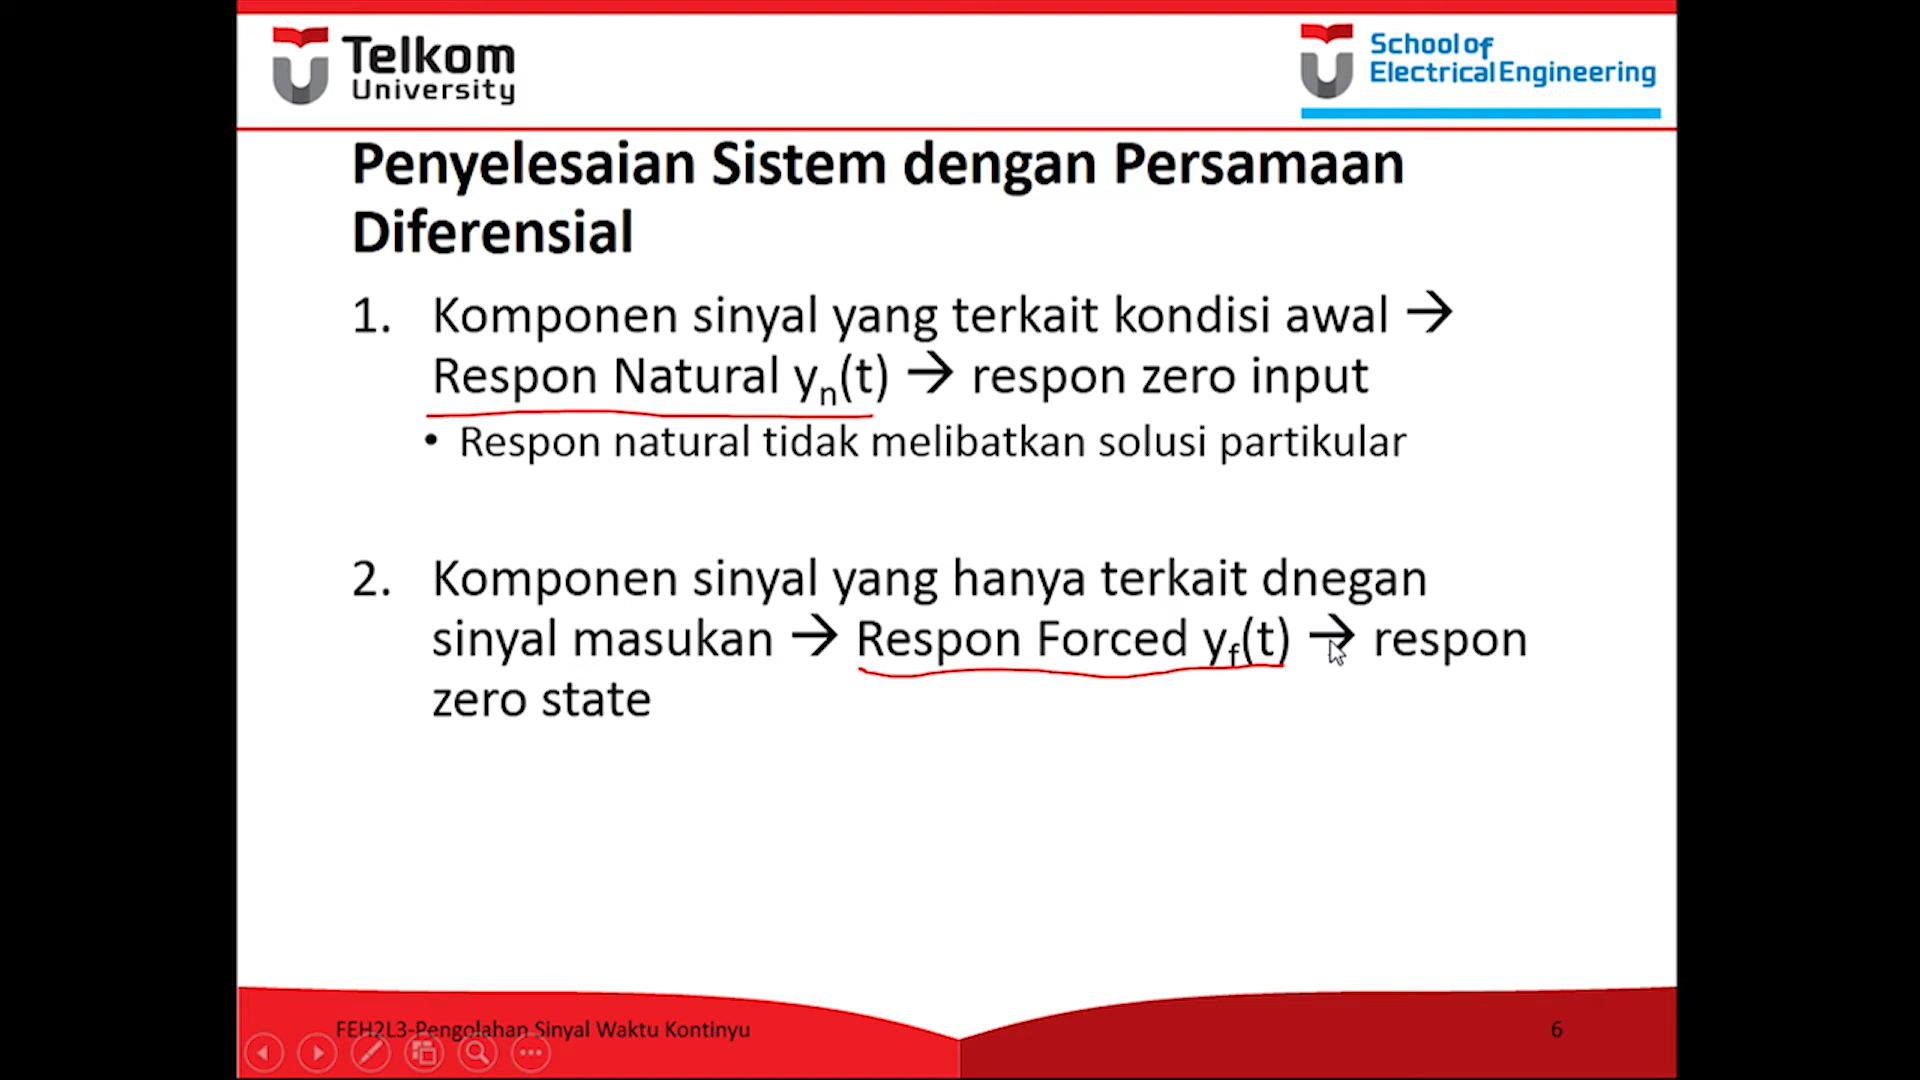 Telkom
University
School of
Electrical Engineering
Penyelesaian Sistem dengan Persamaan
Diferensial
1. Komponen sinyal yang terkait kondisi awal →
Respon Natural yₙ(t) → respon zero input
• Respon natural tidak melibatkan solusi partikular
2. Komponen sinyal yang hanya terkait dnegan
sinyal masukan → Respon Forced y_f(t) → respon
zero state
FEH2L3-Pengolahan Sinyal Waktu Kontinyu
6